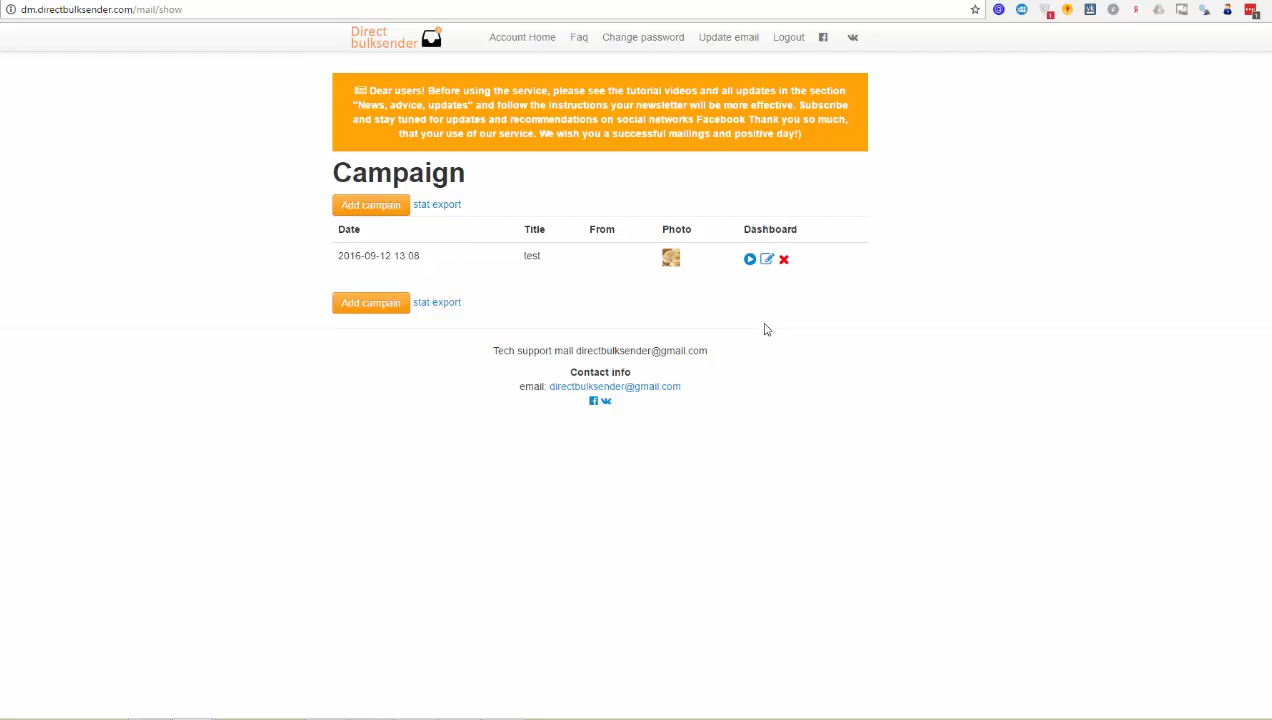 dm.directbulksender.com/mail/show
Direct
bulksender
Account Home Faq Change password Update email Logout
Dear users! Before using the service, please see the tutorial videos and all updates in the section
"News, advice, updates" and follow the instructions your newsletter will be more effective. Subscribe
and stay tuned for updates and recommendations on social networks Facebook Thank you so much,
that your use of our service. We wish you a successful mailings and positive day!)
Campaign
Add campain stat export
Date Title From Photo Dashboard
2016-09-12 13:08 test
Add campain stat export
Tech support mail directbulksender@gmail.com
Contact info
email: directbulksender@gmail.com